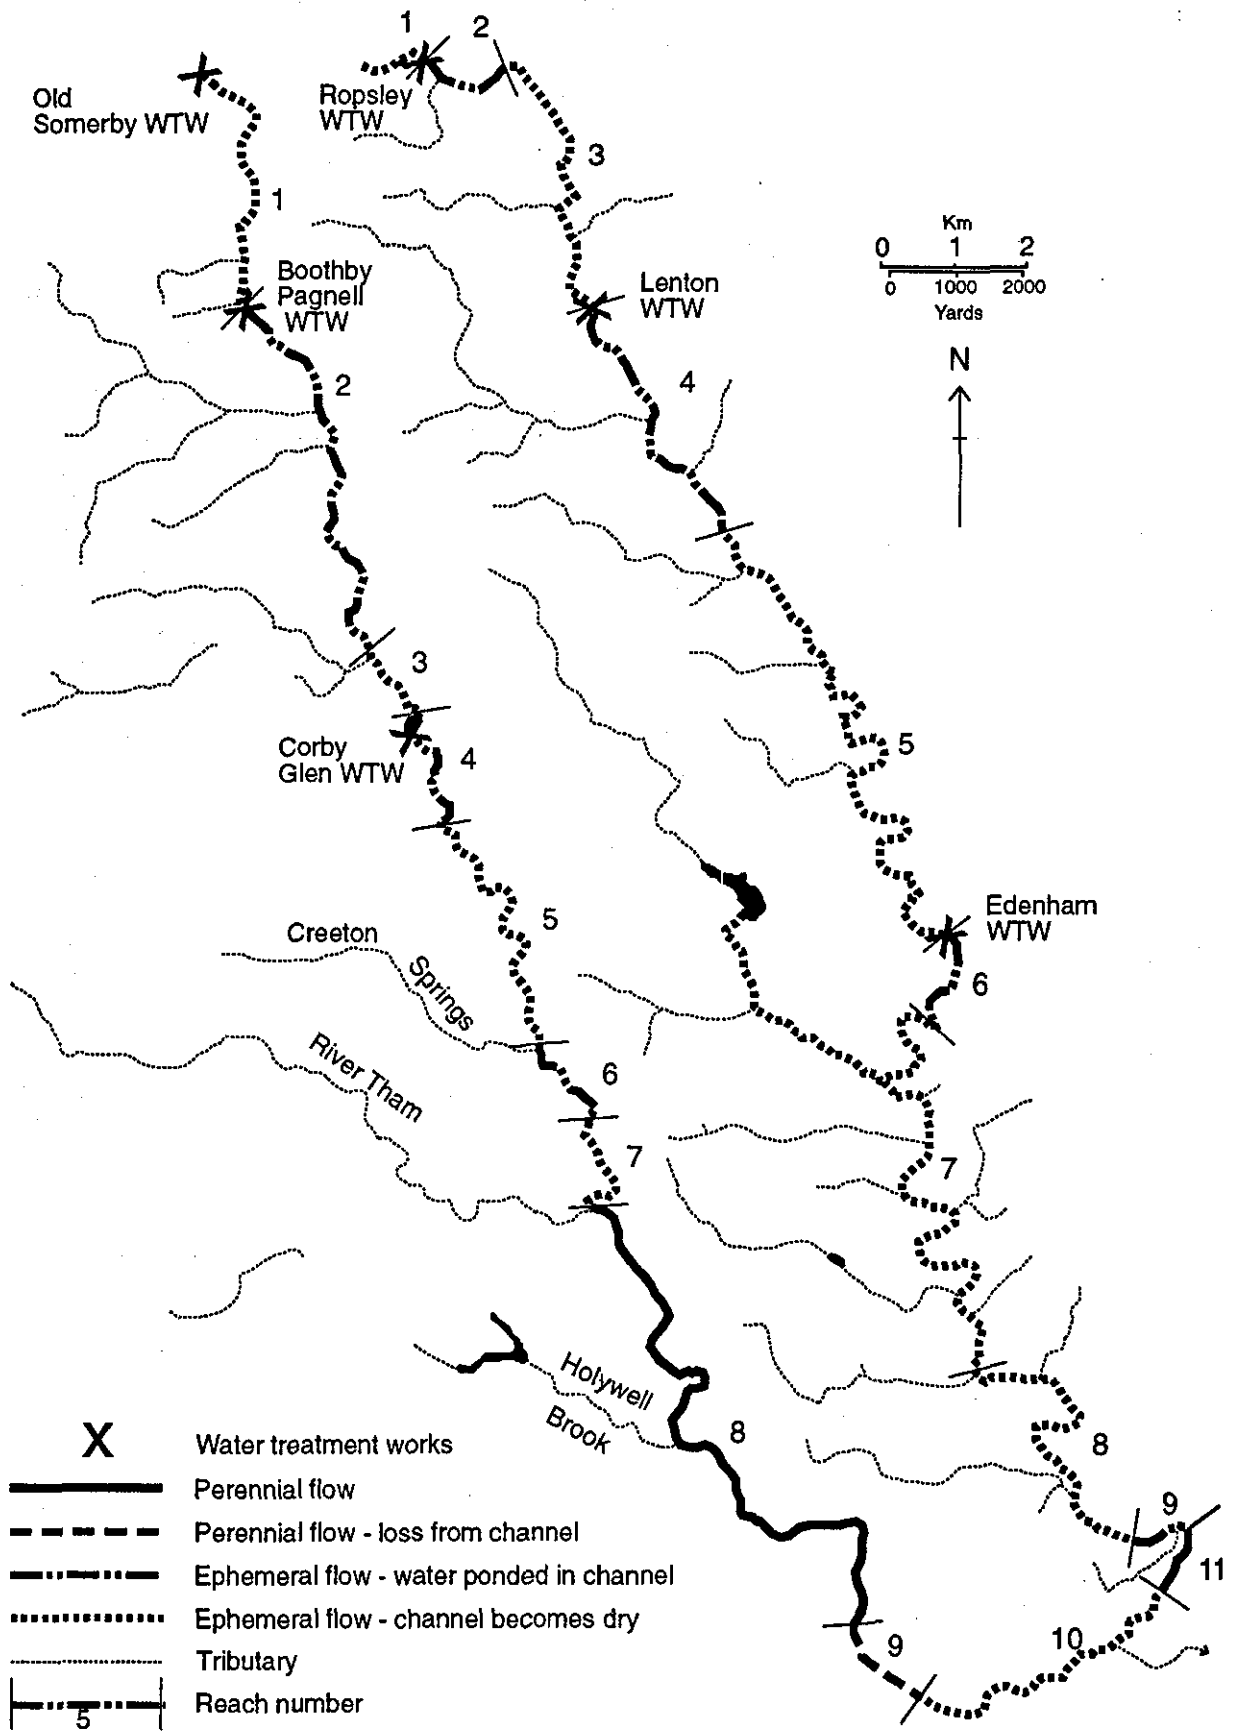 1
2
Old
Somerby WTW
Ropsley
WTW
3
1
Km
0 1 2
0 1000 2000
Yards
Boothby
Pagnell
WTW
Lenton
WTW
N
2
4
3
Corby
Glen WTW
4
5
5
Edenham
WTW
Creeton
Springs
6
River Tham
6
7
7
Holywell
Brook
8
8
9
11
9
10
X Water treatment works
Perennial flow
Perennial flow - loss from channel
Ephemeral flow - water ponded in channel
Ephemeral flow - channel becomes dry
Tributary
Reach number
5